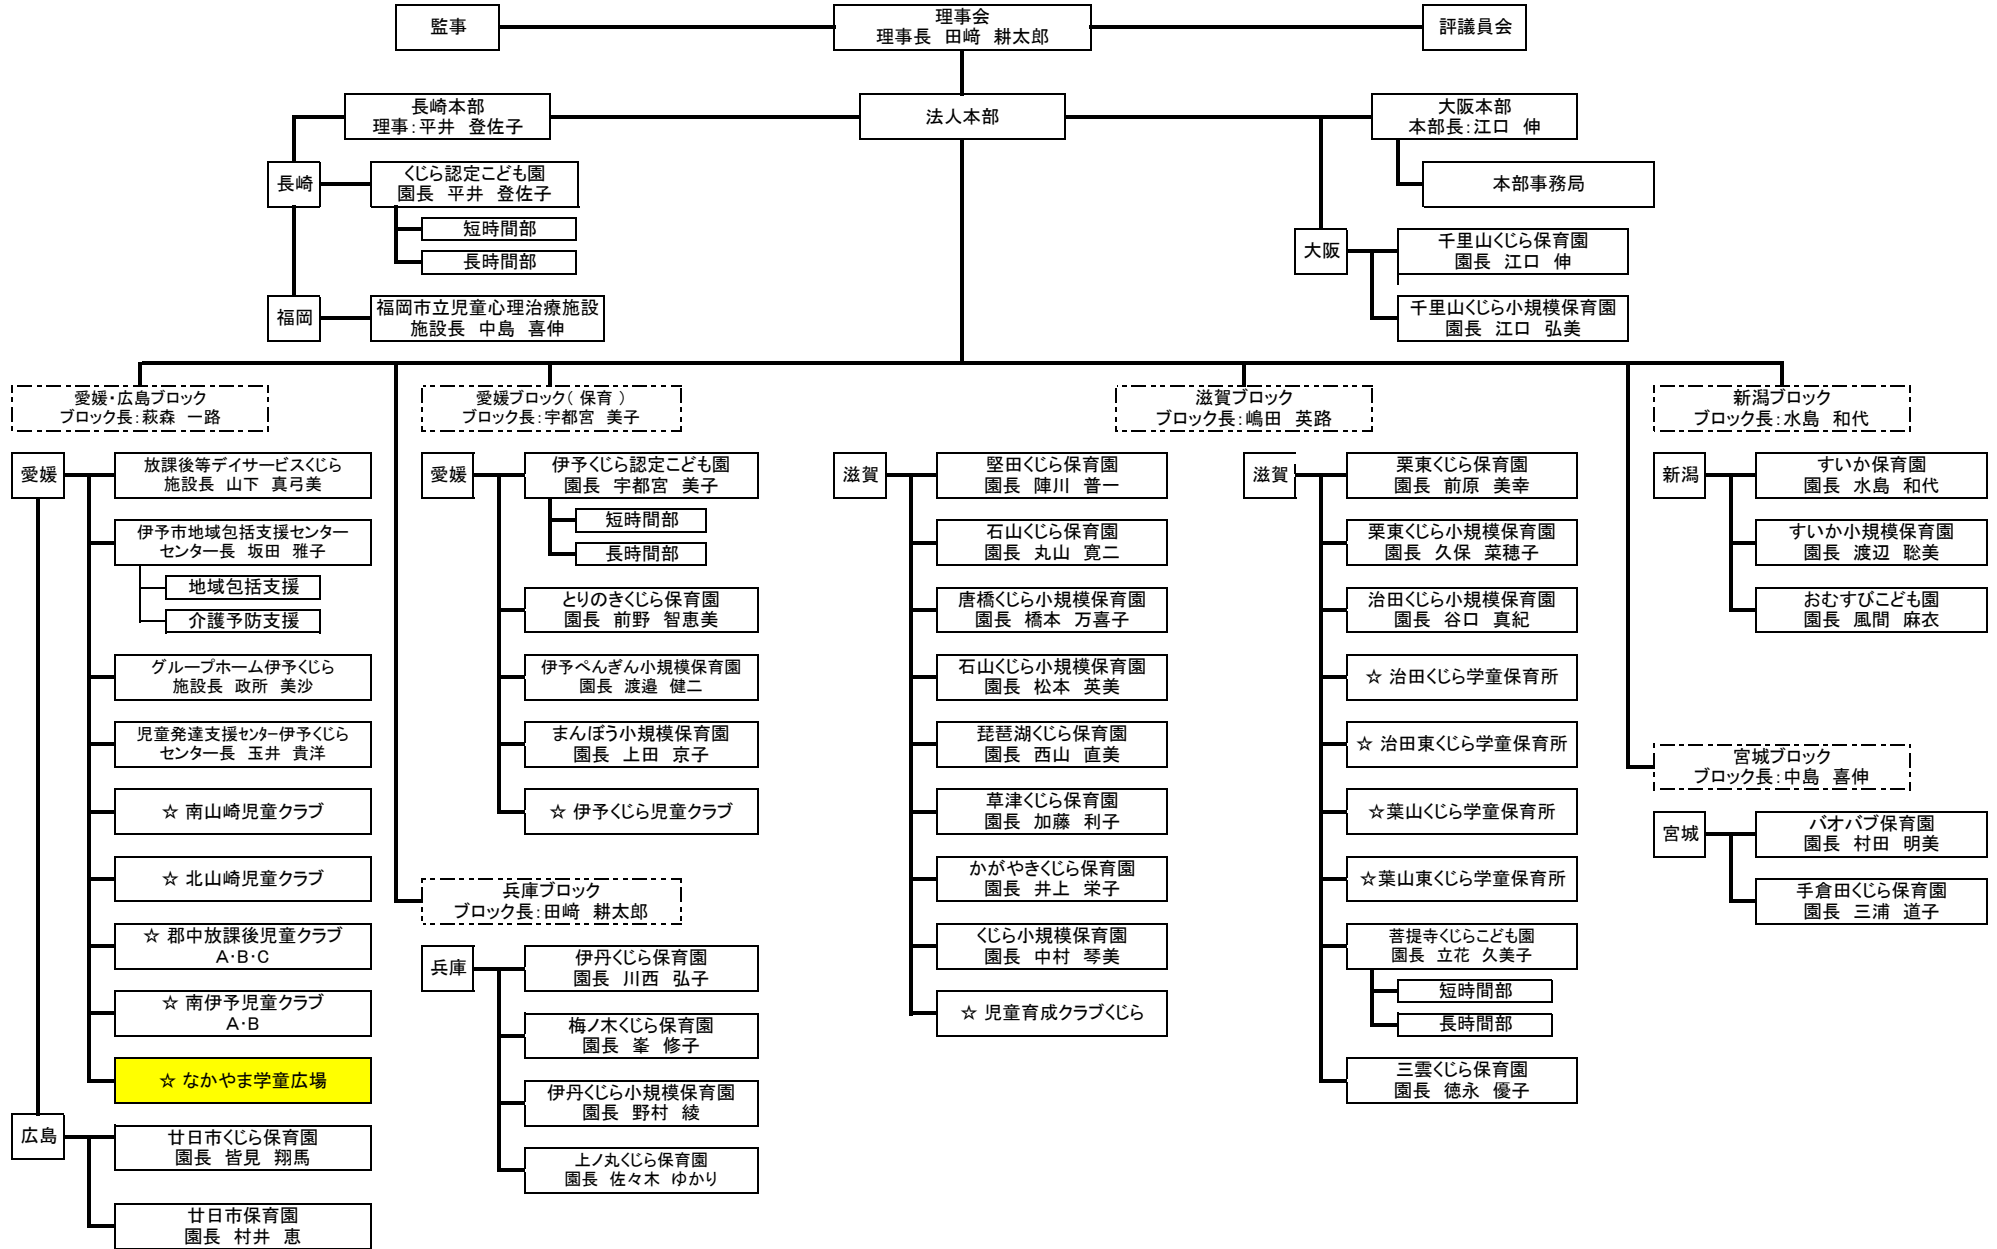 監事
理事会
理事長 田﨑 耕太郎
評議員会
長崎本部
理事：平井 登佐子
法人本部
大阪本部
本部長：江口 伸
長崎
くじら認定こども園
園長 平井 登佐子
短時間部
長時間部
福岡
福岡市立児童心理治療施設
施設長 中島 喜伸
本部事務局
大阪
千里山くじら保育園
園長 江口 伸
千里山くじら小規模保育園
園長 江口 弘美
愛媛・広島ブロック
ブロック長：萩森 一路
愛媛
放課後等デイサービスくじら
施設長 山下 真弓美
伊予市地域包括支援センター
センター長 坂田 雅子
地域包括支援
介護予防支援
グループホーム伊予くじら
施設長 政所 美沙
児童発達支援センター伊予くじら
センター長 玉井 貴洋
☆ 南山崎児童クラブ
☆ 北山崎児童クラブ
☆ 郡中放課後児童クラブ
A・B・C
☆ 南伊予児童クラブ
A・B
☆ なかやま学童広場
広島
廿日市くじら保育園
園長 皆見 翔馬
廿日市保育園
園長 村井 恵
愛媛ブロック（ 保育 ）
ブロック長：宇都宮 美子
愛媛
伊予くじら認定こども園
園長 宇都宮 美子
短時間部
長時間部
とりのきくじら保育園
園長 前野 智恵美
伊予ぺんぎん小規模保育園
園長 渡邉 健二
まんぼう小規模保育園
園長 上田 京子
☆ 伊予くじら児童クラブ
兵庫ブロック
ブロック長：田﨑 耕太郎
兵庫
伊丹くじら保育園
園長 川西 弘子
梅ノ木くじら保育園
園長 峯 修子
伊丹くじら小規模保育園
園長 野村 綾
上ノ丸くじら保育園
園長 佐々木 ゆかり
滋賀ブロック
ブロック長：嶋田 英路
滋賀
堅田くじら保育園
園長 陣川 普一
石山くじら保育園
園長 丸山 寛二
唐橋くじら小規模保育園
園長 橋本 万喜子
石山くじら小規模保育園
園長 松本 英美
琵琶湖くじら保育園
園長 西山 直美
草津くじら保育園
園長 加藤 利子
かがやきくじら保育園
園長 井上 栄子
くじら小規模保育園
園長 中村 琴美
☆ 児童育成クラブくじら
滋賀
栗東くじら保育園
園長 前原 美幸
栗東くじら小規模保育園
園長 久保 菜穂子
治田くじら小規模保育園
園長 谷口 真紀
☆ 治田くじら学童保育所
☆ 治田東くじら学童保育所
☆葉山くじら学童保育所
☆葉山東くじら学童保育所
菩提寺くじらこども園
園長 立花 久美子
短時間部
長時間部
三雲くじら保育園
園長 徳永 優子
新潟ブロック
ブロック長：水島 和代
新潟
すいか保育園
園長 水島 和代
すいか小規模保育園
園長 渡辺 聡美
おむすびこども園
園長 風間 麻衣
宮城ブロック
ブロック長：中島 喜伸
宮城
バオバブ保育園
園長 村田 明美
手倉田くじら保育園
園長 三浦 道子